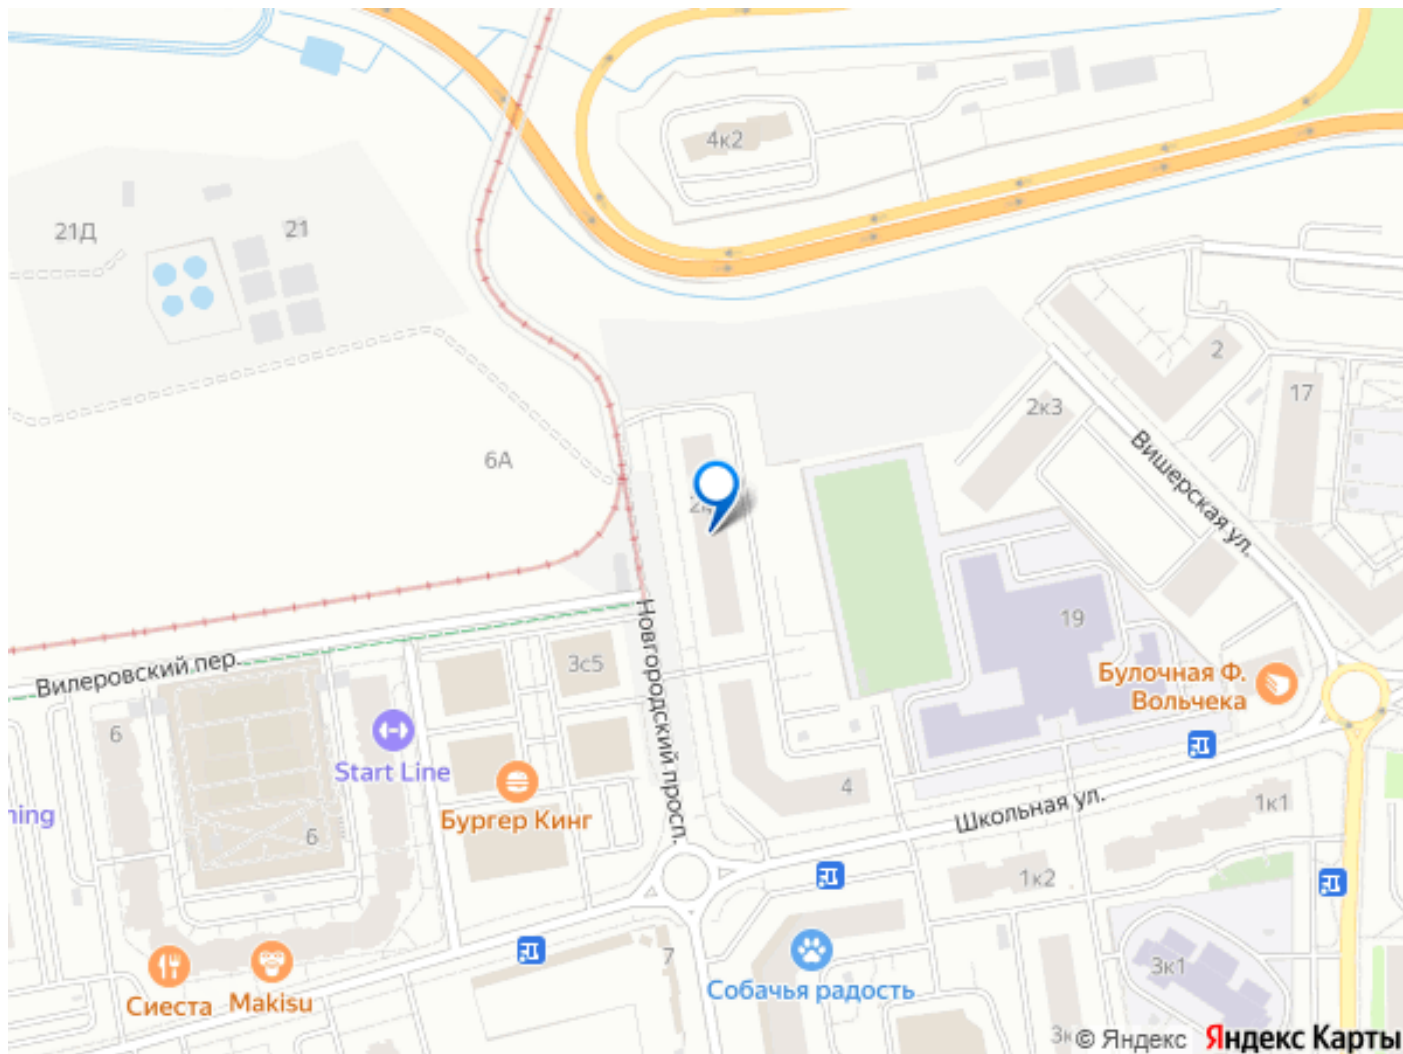 4к2
21Д
21
2
17
2к3
Вишерская ул.
6А
19
Новгородский просп.
3с5
Вилеровский пер.
Булочная Ф.
Вольчека
6
Start Line
ning
Бургер Кинг
4
Школьная ул.
1к1
6
1к2
7
3к1
Сиеста
Makisu
Собачья радость
© Яндекс
Яндекс Карты